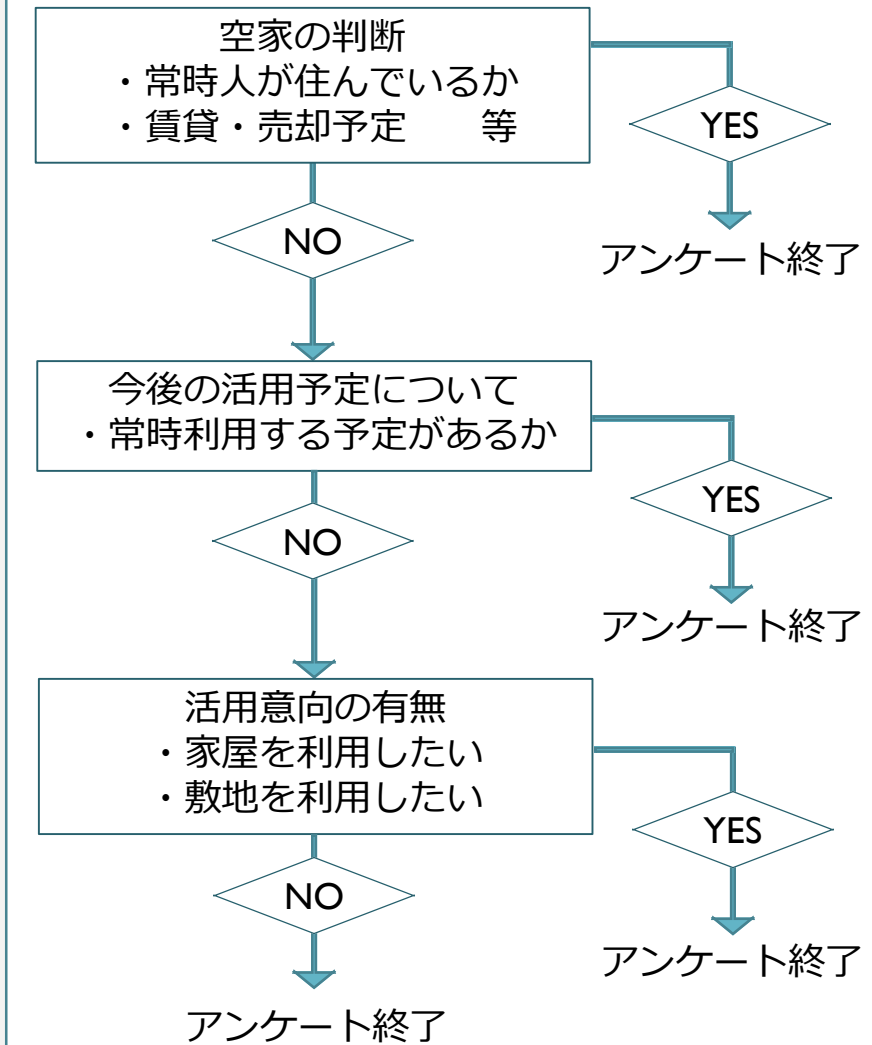 空家の判断
・常時人が住んでいるか
・賃貸・売却予定　　等
YES
アンケート終了
NO
今後の活用予定について
・常時利用する予定があるか
YES
アンケート終了
NO
活用意向の有無
・家屋を利用したい
・敷地を利用したい
YES
アンケート終了
NO
アンケート終了